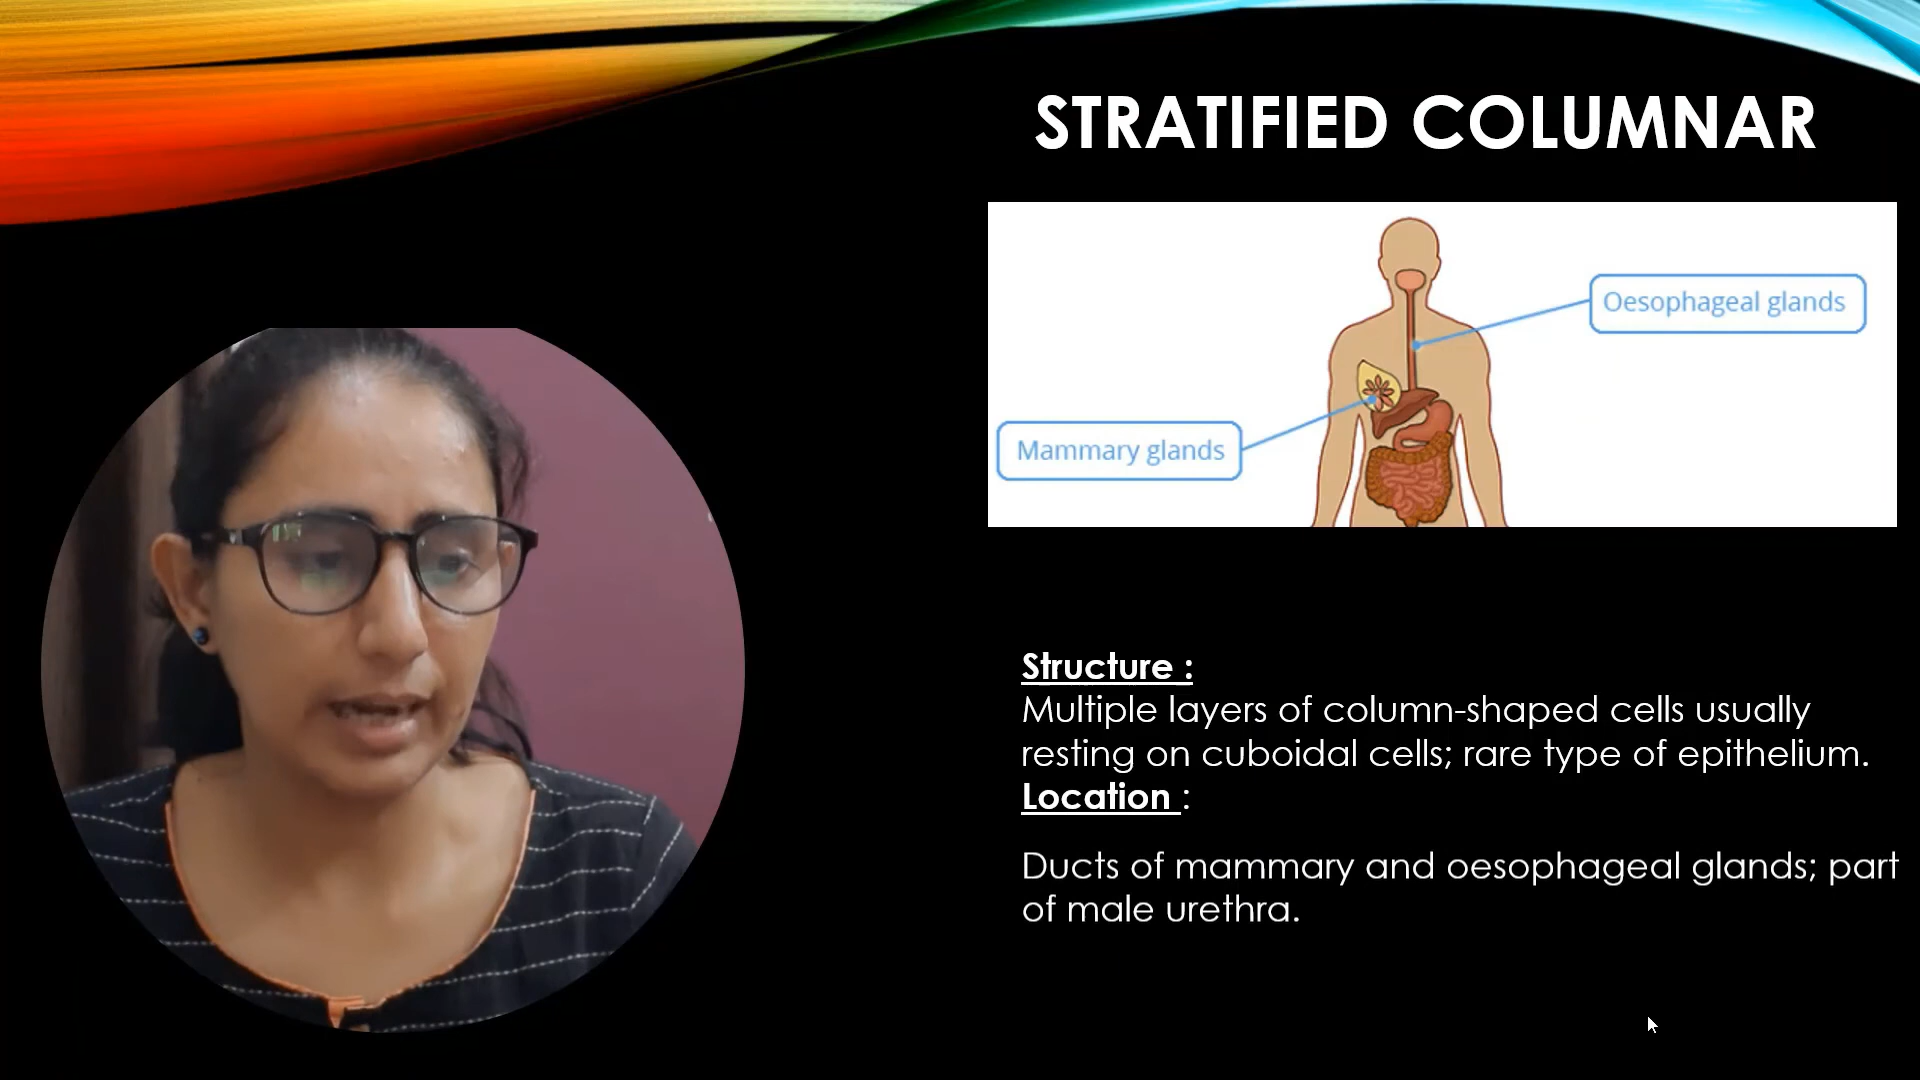 STRATIFIED COLUMNAR
Oesophageal glands
Mammary glands
Structure :
Multiple layers of column-shaped cells usually
resting on cuboidal cells; rare type of epithelium.
Location :
Ducts of mammary and oesophageal glands; part
of male urethra.